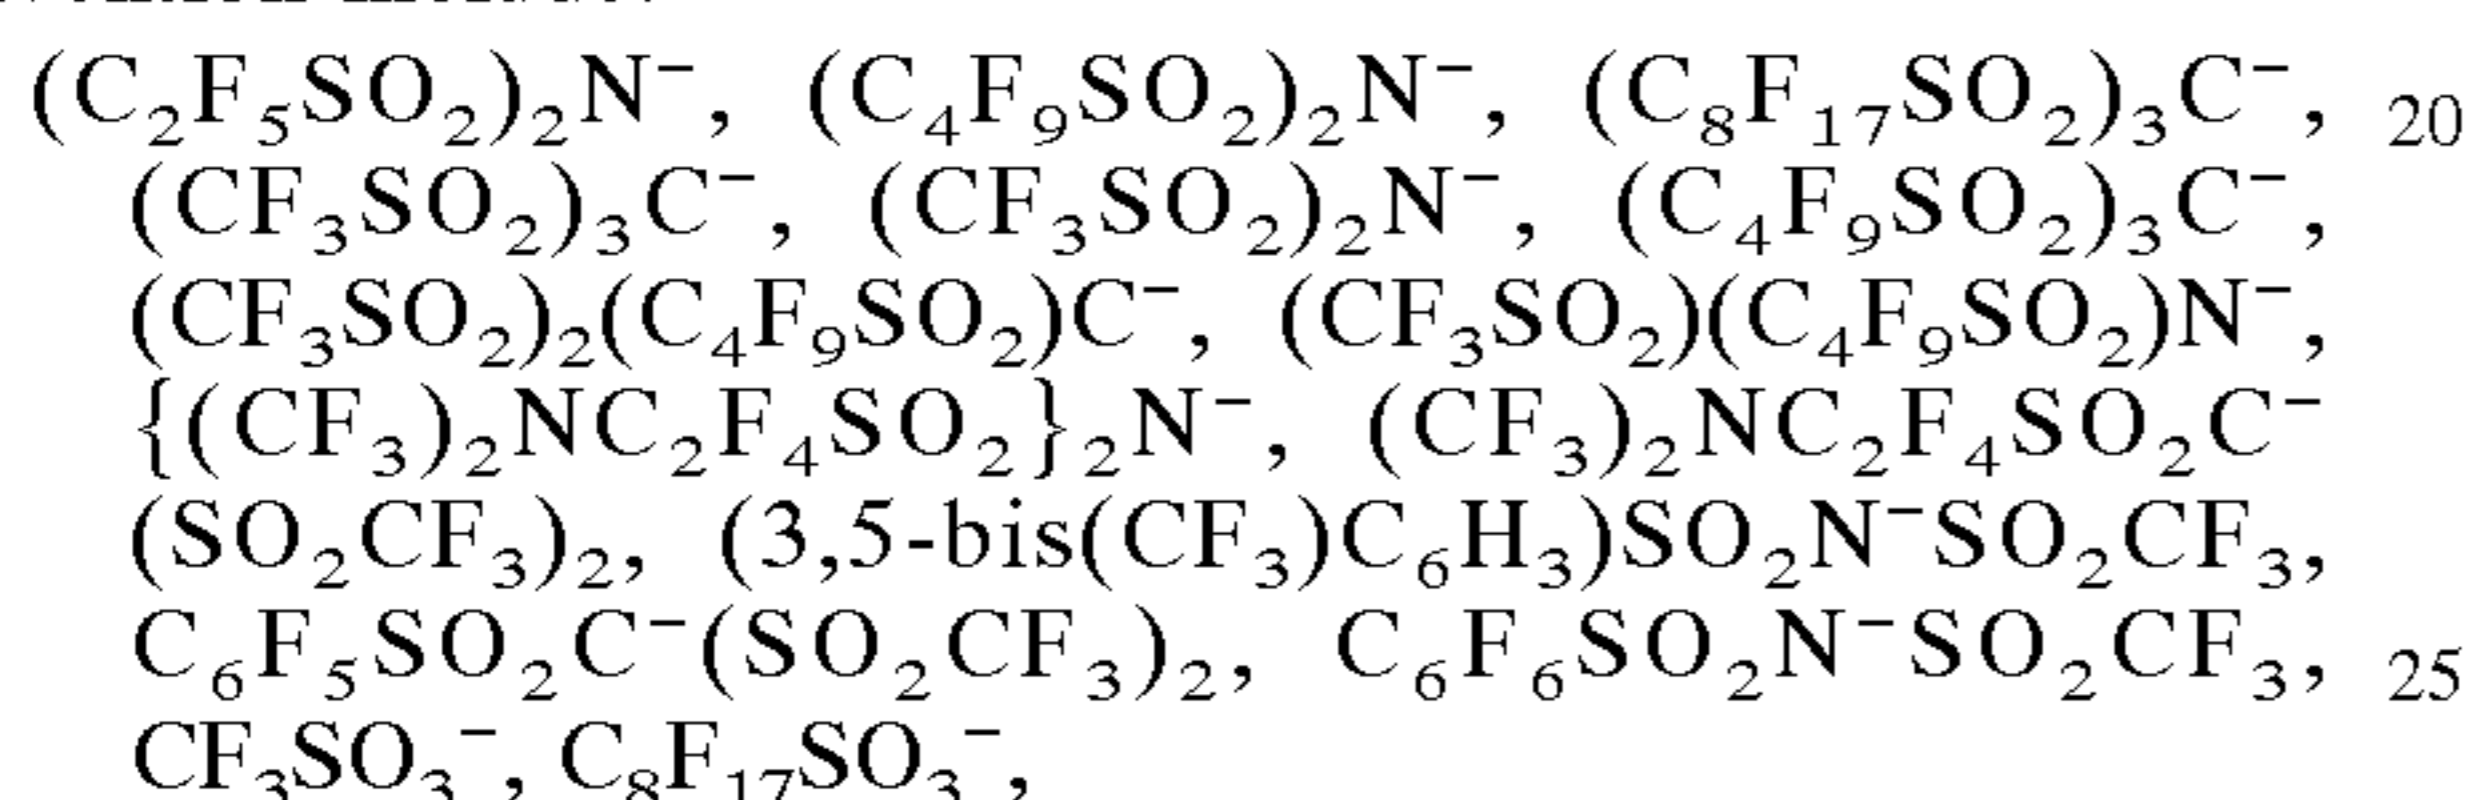 (C₂F₅SO₂)₂N⁻, (C₄F₉SO₂)₂N⁻, (C₈F₁₇SO₂)₃C⁻, 20
(CF₃SO₂)₃C⁻, (CF₃SO₂)₂N⁻, (C₄F₉SO₂)₃C⁻,
(CF₃SO₂)₂(C₄F₉SO₂)C⁻, (CF₃SO₂)(C₄F₉SO₂)N⁻,
{(CF₃)₂NC₂F₄SO₂}₂N⁻, (CF₃)₂NC₂F₄SO₂C⁻
(SO₂CF₃)₂, (3,5-bis(CF₃)C₆H₃)SO₂N⁻SO₂CF₃,
C₆F₅SO₂C⁻(SO₂CF₃)₂, C₆F₆SO₂N⁻SO₂CF₃, 25
CF₃SO₃⁻, C₈F₁₇SO₃⁻,